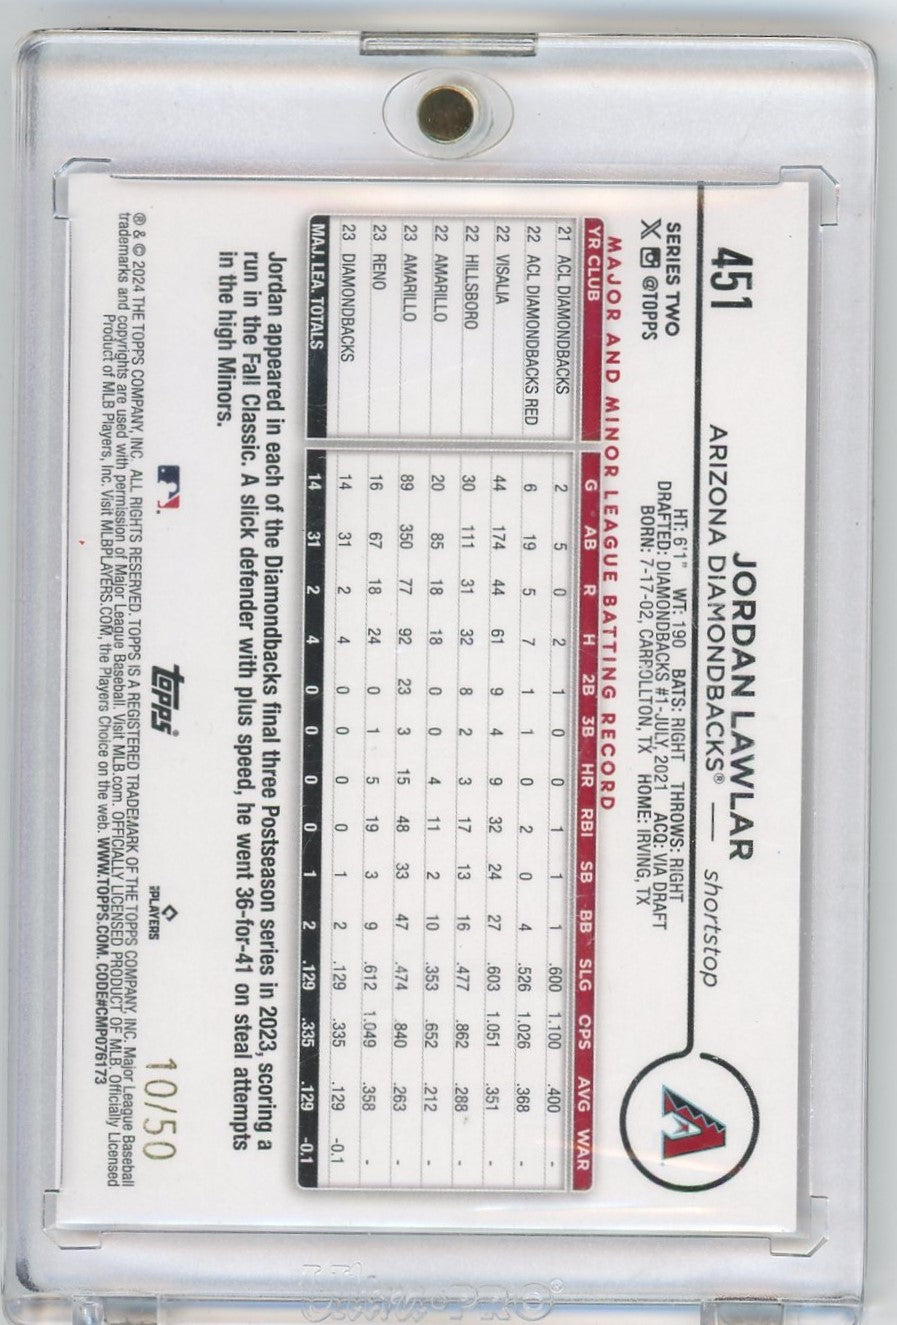 451
JORDAN LAWLAR
ARIZONA DIAMONDBACKS® — shortstop
SERIES TWO
X @TOPPS
HT: 6'1" WT: 190 BATS: RIGHT THROWS: RIGHT
DRAFTED: DIAMONDBACKS #1-JULY, 2021 ACQ: VIA DRAFT
BORN: 7-17-02, CARROLLTON, TX HOME: IRVING, TX
MAJOR AND MINOR LEAGUE BATTING RECORD
YR CLUB G AB R H 2B 3B HR RBI SB BB SLG OPS AVG WAR
21 ACL DIAMONDBACKS 2 5 0 2 1 0 0 1 1 1 .600 1.100 .400 -
22 ACL DIAMONDBACKS RED 6 19 5 7 1 1 0 2 0 4 .526 1.026 .368 -
22 VISALIA 44 174 44 61 9 4 9 32 24 27 .603 1.051 .351 -
22 HILLSBORO 30 111 31 32 8 2 3 17 13 16 .477 .862 .288 -
22 AMARILLO 20 85 18 18 0 0 4 11 2 10 .353 .652 .212 -
23 AMARILLO 89 350 77 92 23 3 15 48 33 47 .474 .840 .263 -
23 RENO 16 67 18 24 0 1 5 19 3 9 .612 1.049 .358 -
23 DIAMONDBACKS 14 31 2 4 0 0 0 0 1 2 .129 .335 .129 -0.1
MAJ. LEA. TOTALS 14 31 2 4 0 0 0 0 1 2 .129 .335 .129 -0.1
Jordan appeared in each of the Diamondbacks final three Postseason series in 2023, scoring a
run in the Fall Classic. A slick defender with plus speed, he went 36-for-41 on steal attempts
in the high Minors.
topps®
PLAYERS
10/50
® & © 2024 THE TOPPS COMPANY, INC. ALL RIGHTS RESERVED. TOPPS IS A REGISTERED TRADEMARK OF THE TOPPS COMPANY, INC. Major League Baseball
trademarks and copyrights are used with permission of Major League Baseball. Visit MLB.com. OFFICIALLY LICENSED PRODUCT OF MLB. Officially Licensed
Product of MLB Players, Inc. Visit MLBPLAYERS.COM, the Players Choice on the web. WWW.TOPPS.COM. CODE#CMP076173
Ultra PRO®